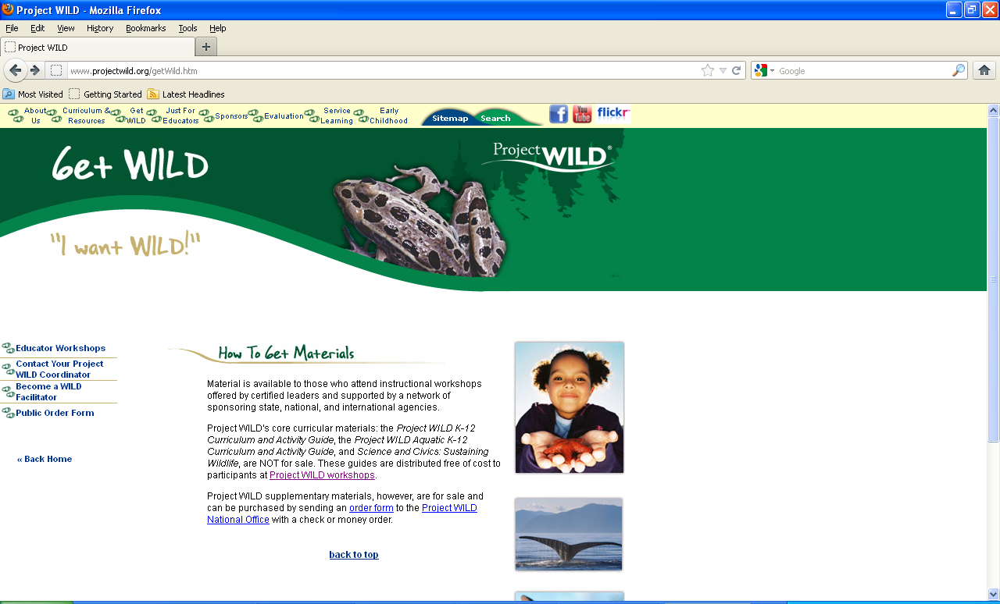 Project WILD - Mozilla Firefox
File Edit View History Bookmarks Tools Help
Project WILD
www.projectwild.org/getWild.htm
Google
Most Visited Getting Started Latest Headlines
About Us
Curriculum & Resources
Get WILD
Just For Educators
Sponsors
Evaluation
Service Learning
Early Childhood
Sitemap
Search
f
You Tube
flickr
Get WILD
Project WILD®
"I want WILD!"
Educator Workshops
Contact Your Project
WILD Coordinator
Become a WILD
Facilitator
Public Order Form
« Back Home
How To Get Materials
Material is available to those who attend instructional workshops
offered by certified leaders and supported by a network of
sponsoring state, national, and international agencies.
Project WILD's core curricular materials: the Project WILD K-12
Curriculum and Activity Guide, the Project WILD Aquatic K-12
Curriculum and Activity Guide, and Science and Civics: Sustaining
Wildlife, are NOT for sale. These guides are distributed free of cost to
participants at Project WILD workshops.
Project WILD supplementary materials, however, are for sale and
can be purchased by sending an order form to the Project WILD
National Office with a check or money order.
back to top